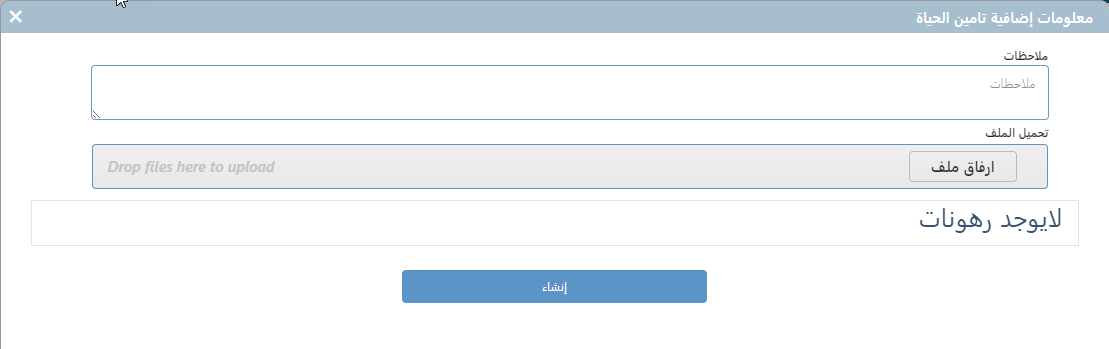 معلومات إضافية تامين الحياة
ملاحظات
ملاحظات
تحميل الملف
ارفاق ملف Drop files here to upload
لايوجد رهونات
إنشاء